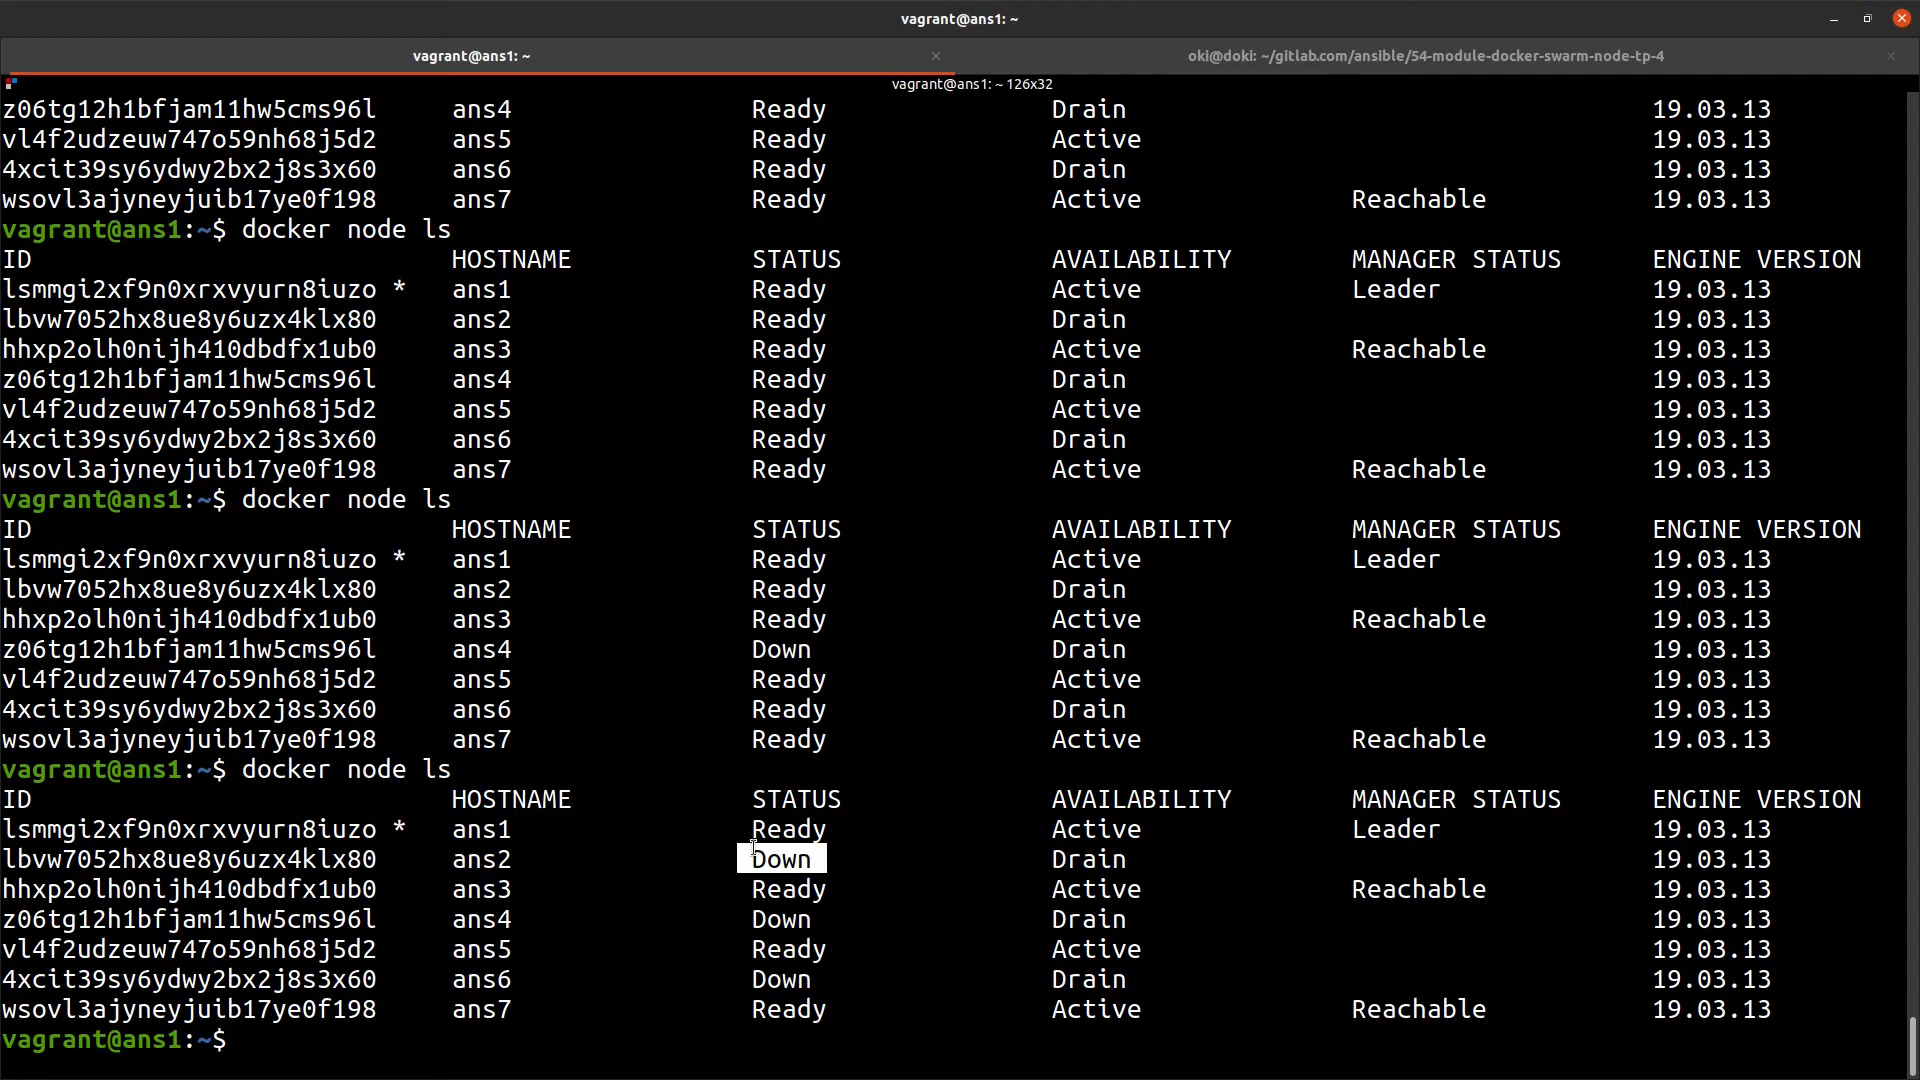 vagrant@ans1: ~
vagrant@ans1: ~
oki@doki: ~/gitlab.com/ansible/54-module-docker-swarm-node-tp-4
vagrant@ans1: ~ 126x32
z06tg12h1bfjam11hw5cms96l ans4 Ready Drain 19.03.13
vl4f2udzeuw747o59nh68j5d2 ans5 Ready Active 19.03.13
4xcit39sy6ydwy2bx2j8s3x60 ans6 Ready Drain 19.03.13
wsovl3ajyneyjuib17ye0f198 ans7 Ready Active Reachable 19.03.13
vagrant@ans1:~$ docker node ls
ID HOSTNAME STATUS AVAILABILITY MANAGER STATUS ENGINE VERSION
lsmmgi2xf9n0xrxvyurn8iuzo * ans1 Ready Active Leader 19.03.13
lbvw7052hx8ue8y6uzx4klx80 ans2 Ready Drain 19.03.13
hhxp2olh0nijh410dbdfx1ub0 ans3 Ready Active Reachable 19.03.13
z06tg12h1bfjam11hw5cms96l ans4 Ready Drain 19.03.13
vl4f2udzeuw747o59nh68j5d2 ans5 Ready Active 19.03.13
4xcit39sy6ydwy2bx2j8s3x60 ans6 Ready Drain 19.03.13
wsovl3ajyneyjuib17ye0f198 ans7 Ready Active Reachable 19.03.13
vagrant@ans1:~$ docker node ls
ID HOSTNAME STATUS AVAILABILITY MANAGER STATUS ENGINE VERSION
lsmmgi2xf9n0xrxvyurn8iuzo * ans1 Ready Active Leader 19.03.13
lbvw7052hx8ue8y6uzx4klx80 ans2 Ready Drain 19.03.13
hhxp2olh0nijh410dbdfx1ub0 ans3 Ready Active Reachable 19.03.13
z06tg12h1bfjam11hw5cms96l ans4 Down Drain 19.03.13
vl4f2udzeuw747o59nh68j5d2 ans5 Ready Active 19.03.13
4xcit39sy6ydwy2bx2j8s3x60 ans6 Ready Drain 19.03.13
wsovl3ajyneyjuib17ye0f198 ans7 Ready Active Reachable 19.03.13
vagrant@ans1:~$ docker node ls
ID HOSTNAME STATUS AVAILABILITY MANAGER STATUS ENGINE VERSION
lsmmgi2xf9n0xrxvyurn8iuzo * ans1 Ready Active Leader 19.03.13
lbvw7052hx8ue8y6uzx4klx80 ans2 Down Drain 19.03.13
hhxp2olh0nijh410dbdfx1ub0 ans3 Ready Active Reachable 19.03.13
z06tg12h1bfjam11hw5cms96l ans4 Down Drain 19.03.13
vl4f2udzeuw747o59nh68j5d2 ans5 Ready Active 19.03.13
4xcit39sy6ydwy2bx2j8s3x60 ans6 Down Drain 19.03.13
wsovl3ajyneyjuib17ye0f198 ans7 Ready Active Reachable 19.03.13
vagrant@ans1:~$